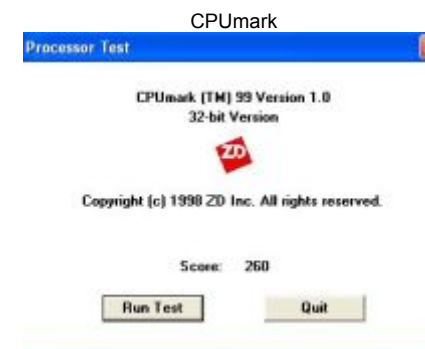 CPUmark
Processor Test
CPUmark (TM) 99 Version 1.0
32-bit Version
ZD
Copyright (c) 1998 ZD Inc. All rights reserved.
Score: 260
Run Test Quit